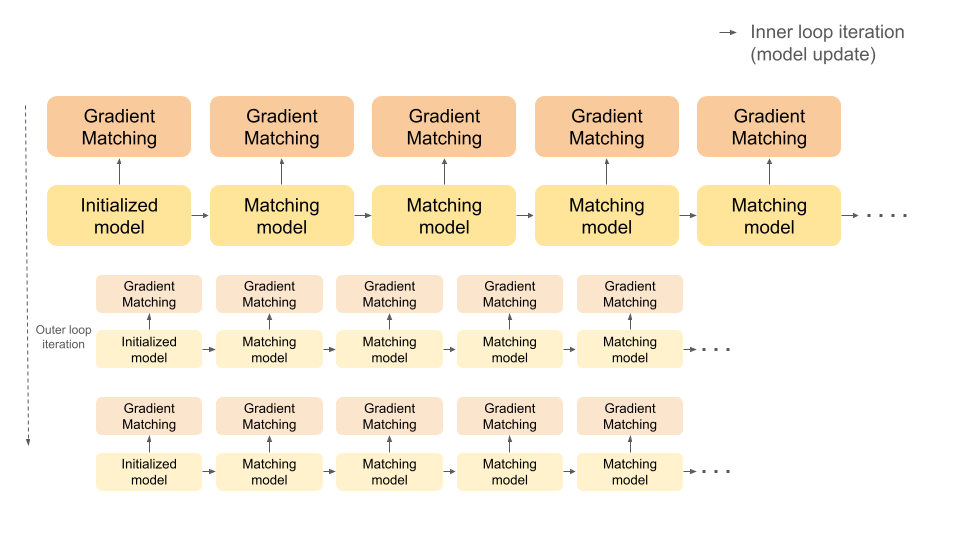 Inner loop iteration
(model update)
Gradient
Matching
Gradient
Matching
Gradient
Matching
Gradient
Matching
Gradient
Matching
Initialized
model
Matching
model
Matching
model
Matching
model
Matching
model
Gradient
Matching
Gradient
Matching
Gradient
Matching
Gradient
Matching
Gradient
Matching
Outer loop
iteration
Initialized
model
Matching
model
Matching
model
Matching
model
Matching
model
Gradient
Matching
Gradient
Matching
Gradient
Matching
Gradient
Matching
Gradient
Matching
Initialized
model
Matching
model
Matching
model
Matching
model
Matching
model